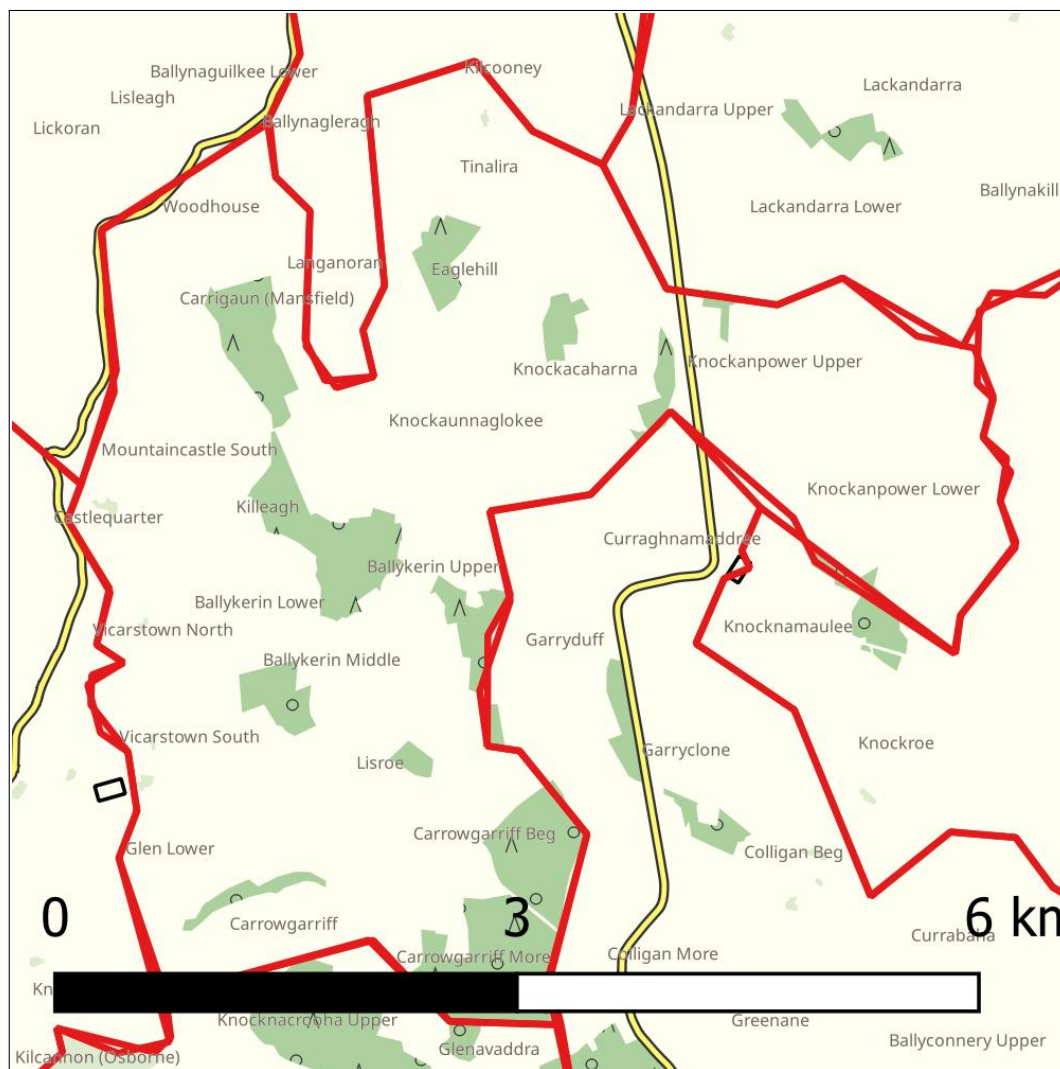 Ballynaguilkee Lower
Kilcooney
Lackandarra
Lisleagh
Lackandarra Upper
Lickoran
Ballynagleragh
Tinalira
Ballynakill
Woodhouse
Lackandarra Lower
Langanoran
Eaglehill
Carrigaun (Mansfield)
Knockacaharna
Knockanpower Upper
Knockaunnaglokee
Mountaincastle South
Knockanpower Lower
Killeagh
Castlequarter
Curraghnamaddree
Ballykerin Upper
Ballykerin Lower
Vicarstown North
Knocknamaulee
Garryduff
Ballykerin Middle
Vicarstown South
Knockroe
Garryclone
Lisroe
Carrowgarriff Beg
Glen Lower
Colligan Beg
0
3
6 km
Carrowgarriff
Currabaha
Colligan More
Carrowgarriff More
Kn
Knocknacrooha Upper
Greenane
Ballyconnery Upper
Glenavaddra
Kilcannon (Osborne)